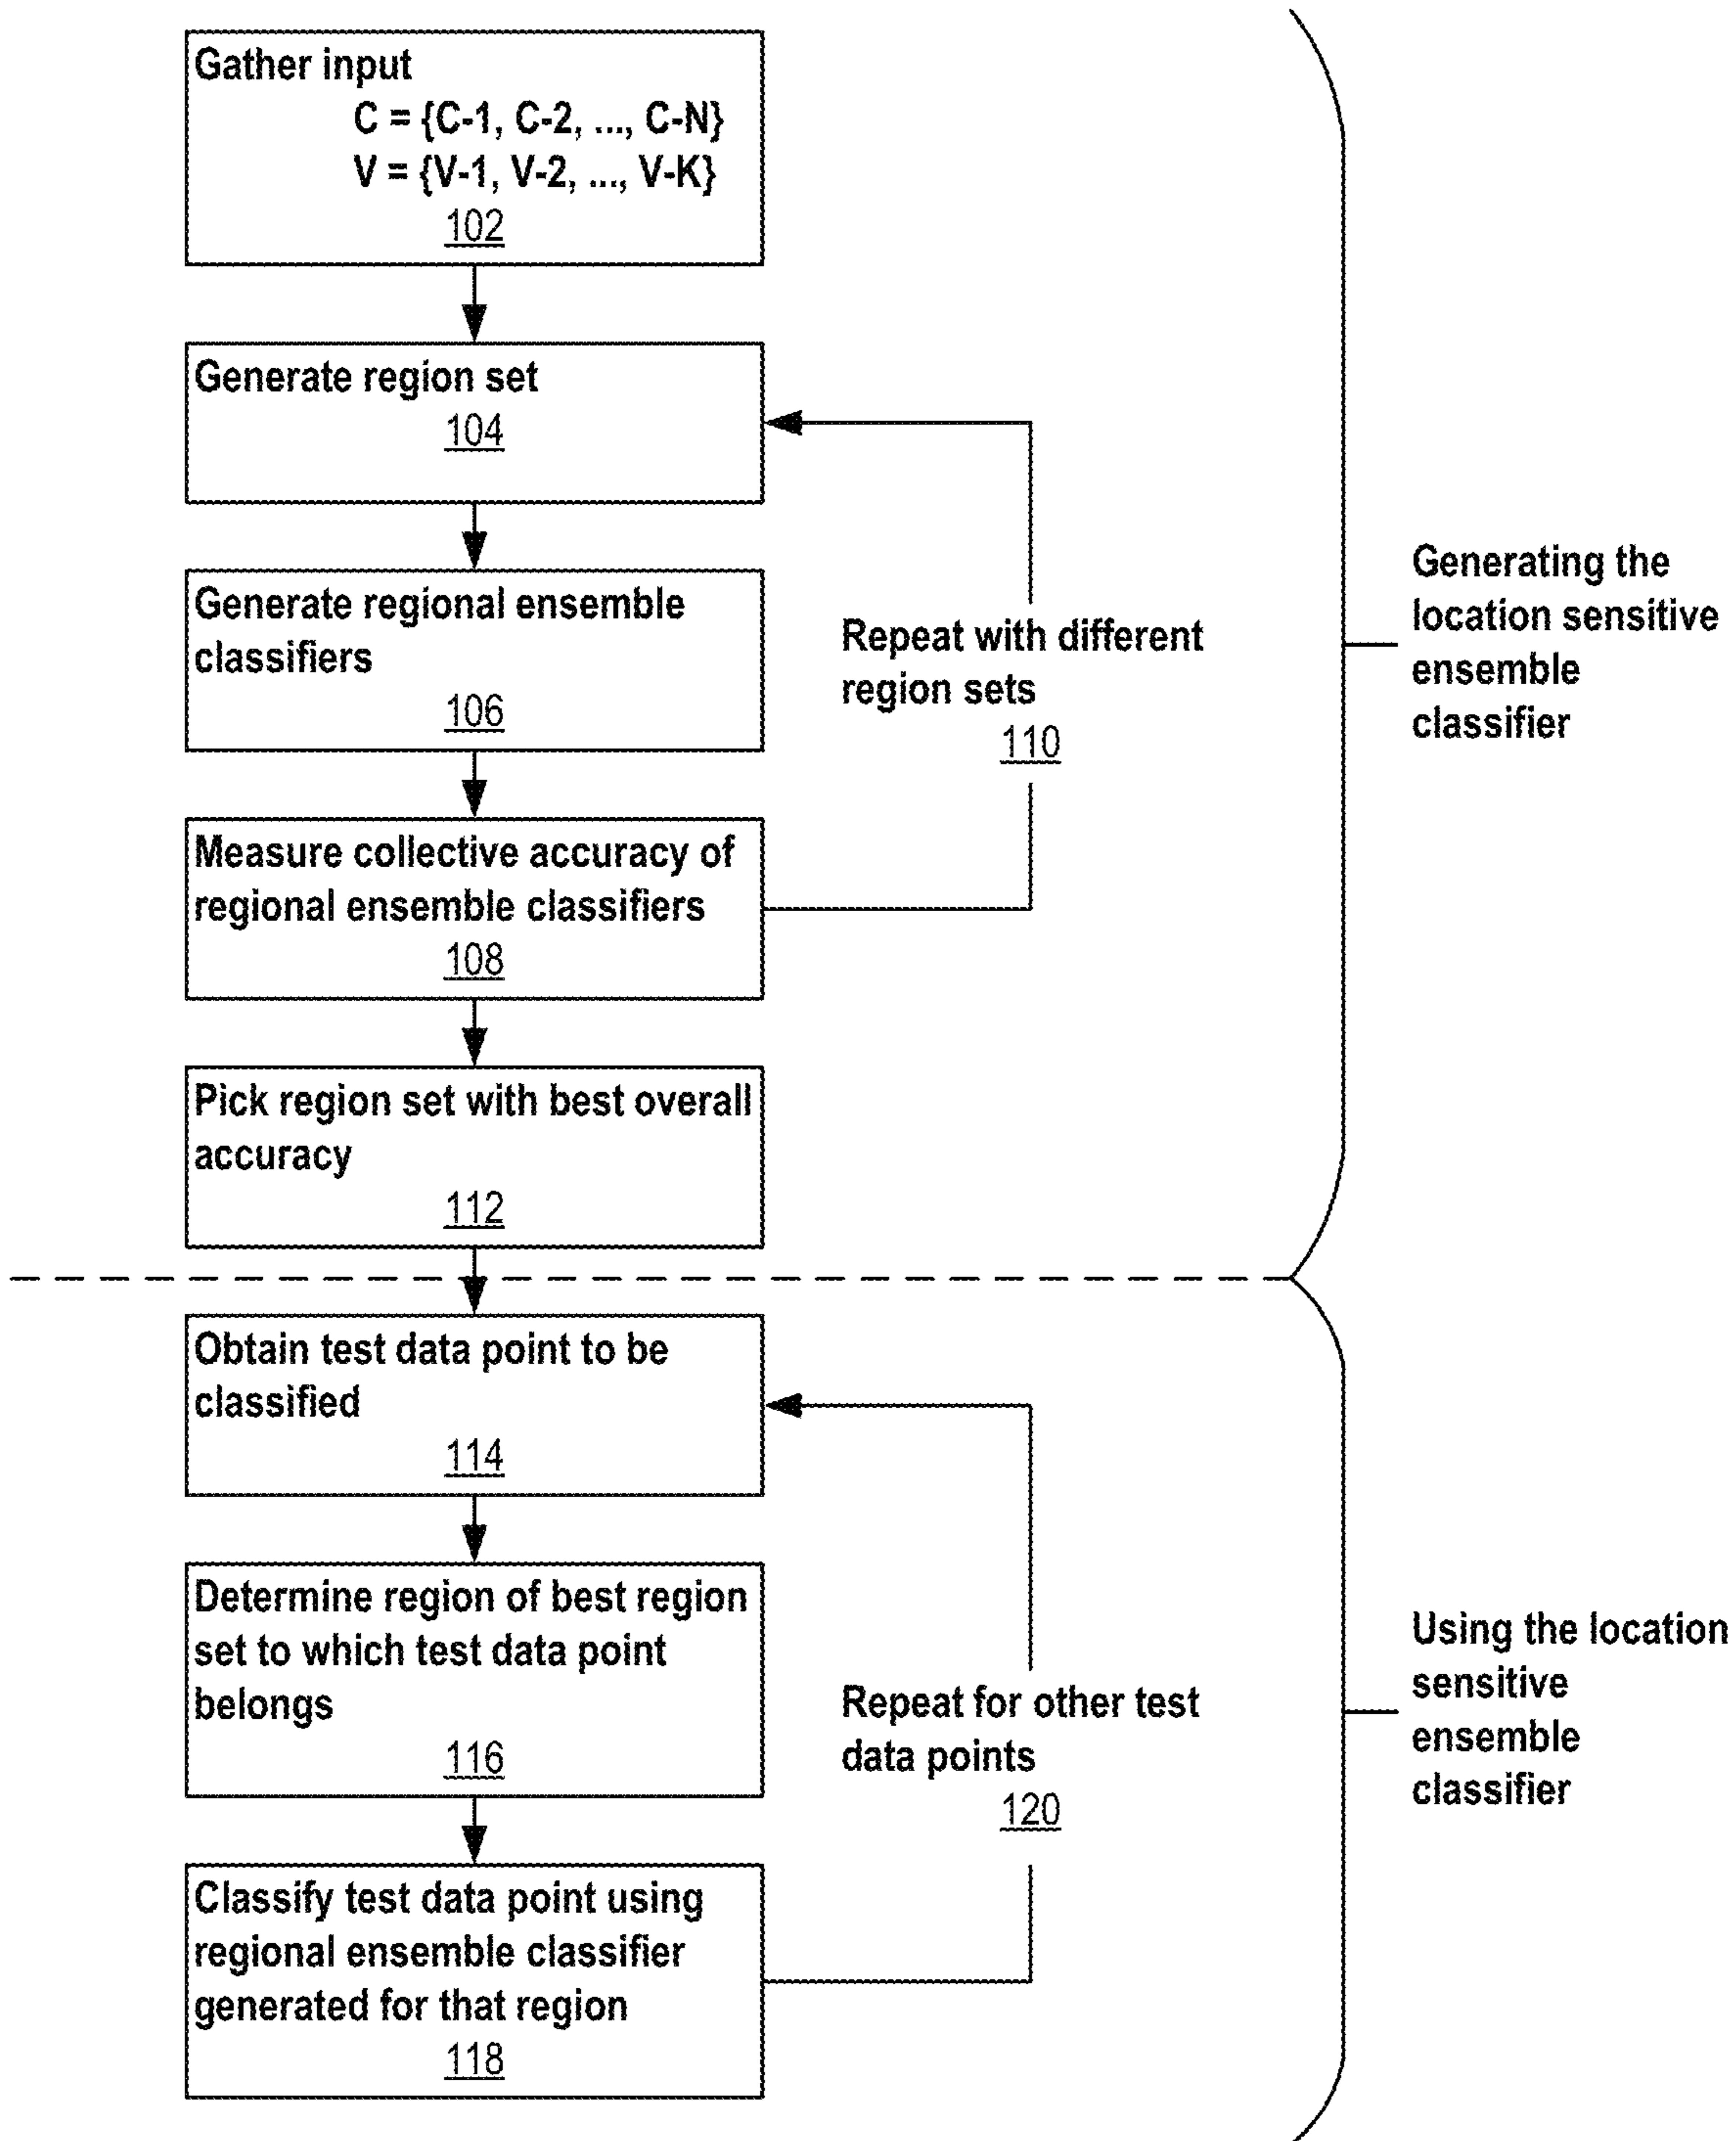 Gather input
C = {C-1, C-2, ..., C-N}
V = {V-1, V-2, ..., V-K}
102
Generate region set
104
Generate regional ensemble
classifiers
106
Repeat with different
region sets
110
Measure collective accuracy of
regional ensemble classifiers
108
Pick region set with best overall
accuracy
112
Generating the
location sensitive
ensemble
classifier
Obtain test data point to be
classified
114
Determine region of best region
set to which test data point
belongs
116
Repeat for other test
data points
120
Classify test data point using
regional ensemble classifier
generated for that region
118
Using the location
sensitive
ensemble
classifier